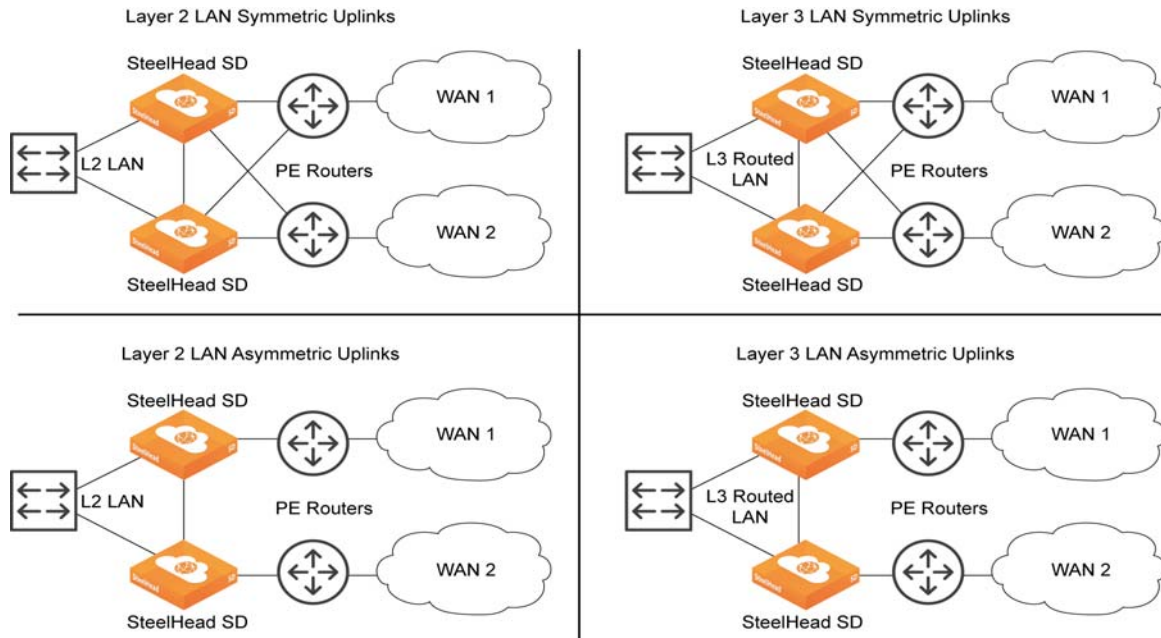 Layer 2 LAN Symmetric Uplinks
SteelHead SD
WAN 1
L2 LAN
PE Routers
WAN 2
SteelHead SD
Layer 3 LAN Symmetric Uplinks
SteelHead SD
WAN 1
L3 Routed
LAN
PE Routers
WAN 2
SteelHead SD
Layer 2 LAN Asymmetric Uplinks
SteelHead SD
WAN 1
L2 LAN
PE Routers
WAN 2
SteelHead SD
Layer 3 LAN Asymmetric Uplinks
SteelHead SD
WAN 1
L3 Routed
LAN
PE Routers
WAN 2
SteelHead SD